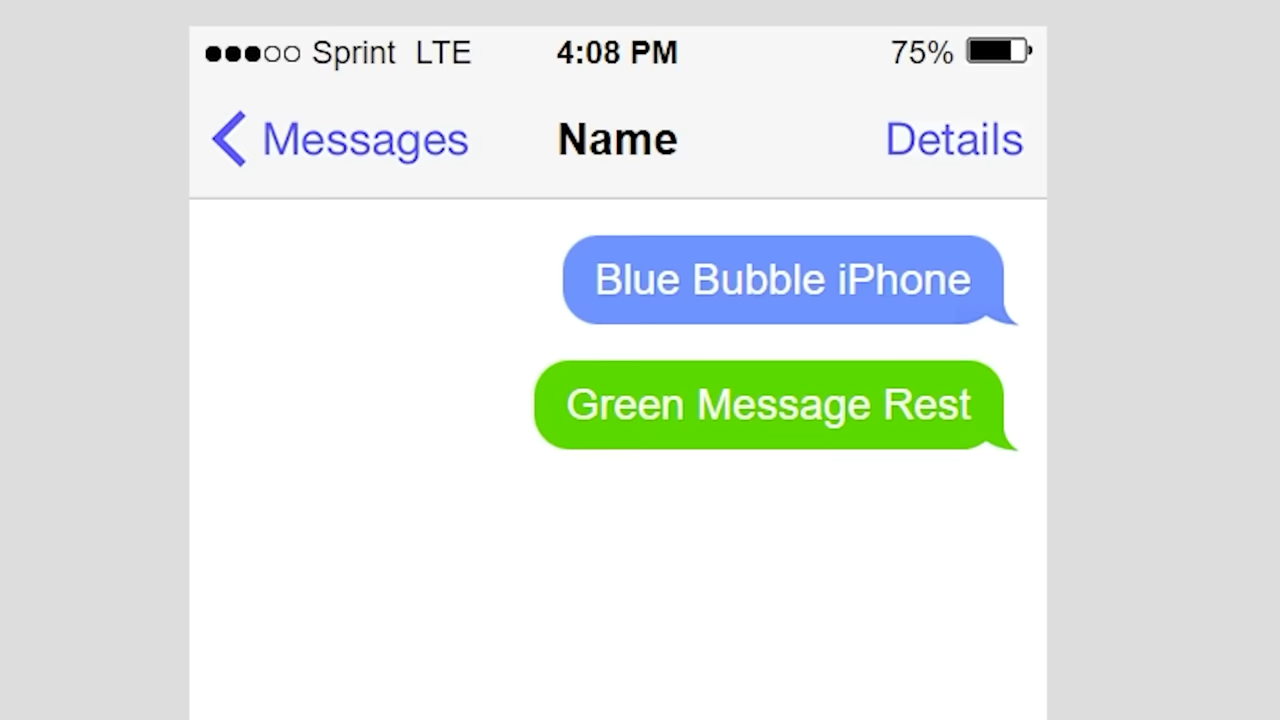 Sprint LTE 4:08 PM 75%
Messages Name Details
Blue Bubble iPhone
Green Message Rest